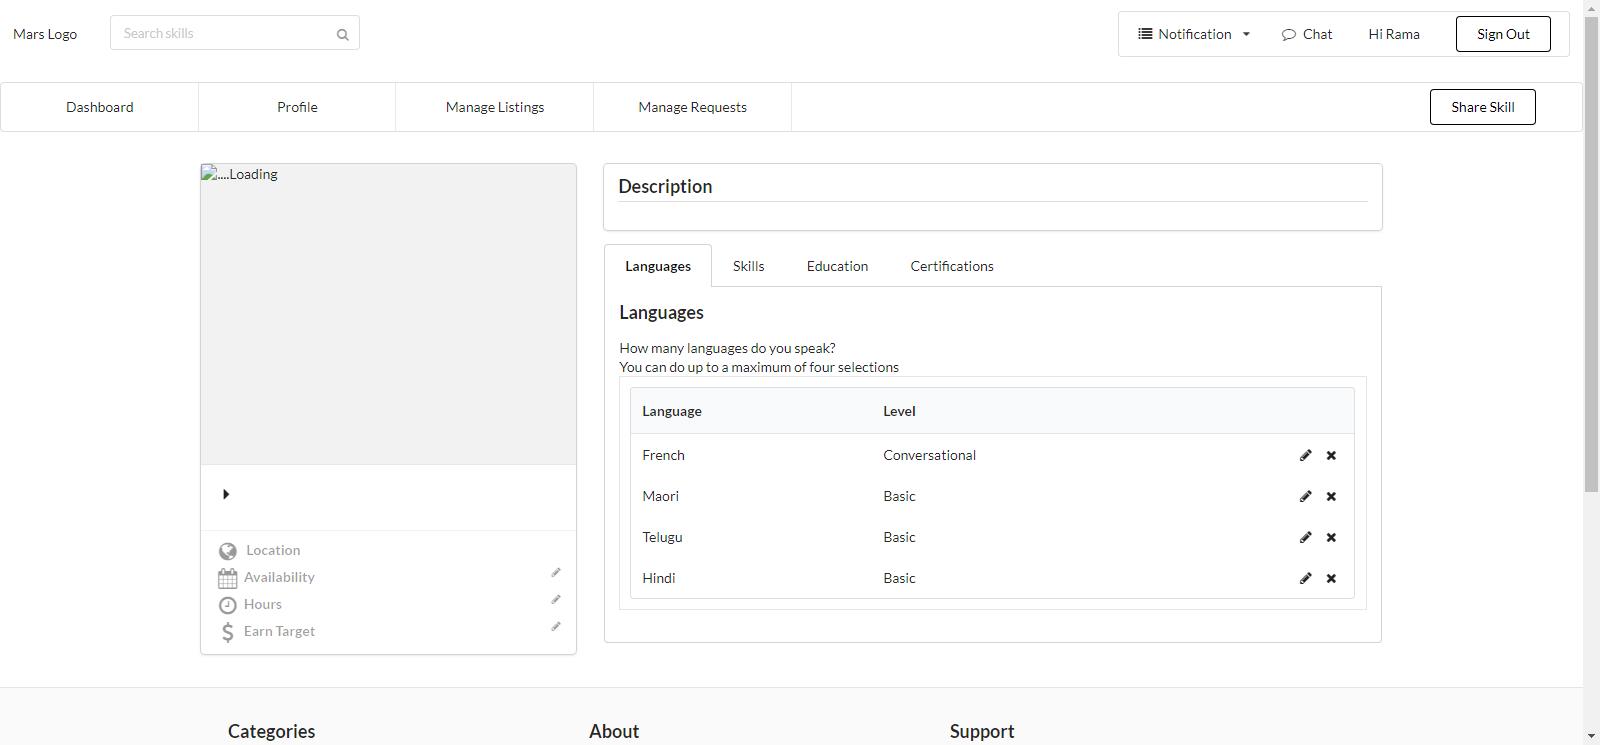 Mars Logo
Search skills
Notification
Chat
Hi Rama
Sign Out
Dashboard
Profile
Manage Listings
Manage Requests
Share Skill
....Loading
Location
Availability
Hours
Earn Target
Description
Languages
Skills
Education
Certifications
Languages
How many languages do you speak?
You can do up to a maximum of four selections
Language Level
French Conversational
Maori Basic
Telugu Basic
Hindi Basic
Categories
About
Support